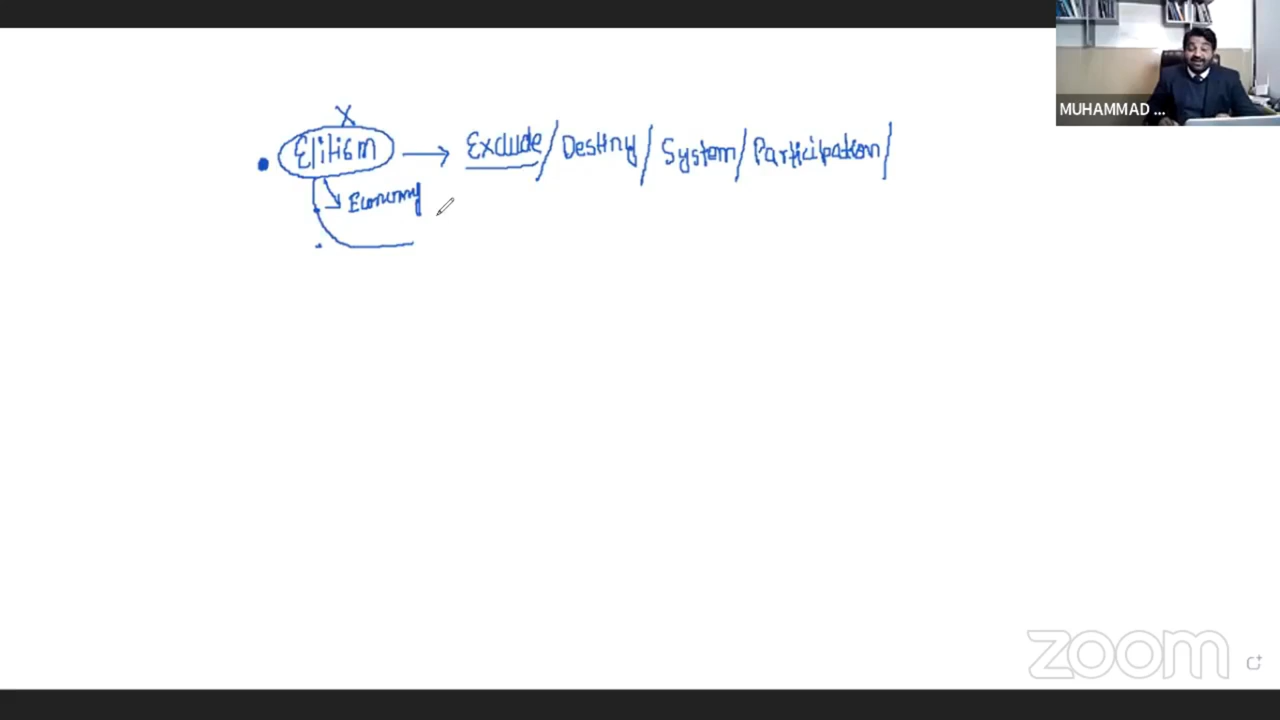 MUHAMMAD ...
X
• Elitism → Exclude / Destiny / System / Participation /
Economy
zoom